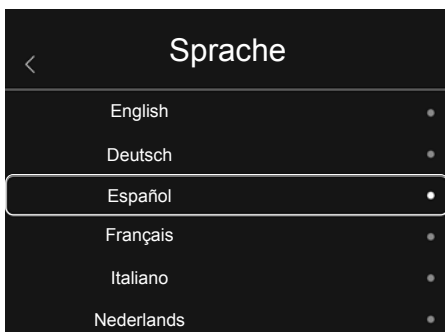 Sprache
English
Deutsch
Español
Français
Italiano
Nederlands